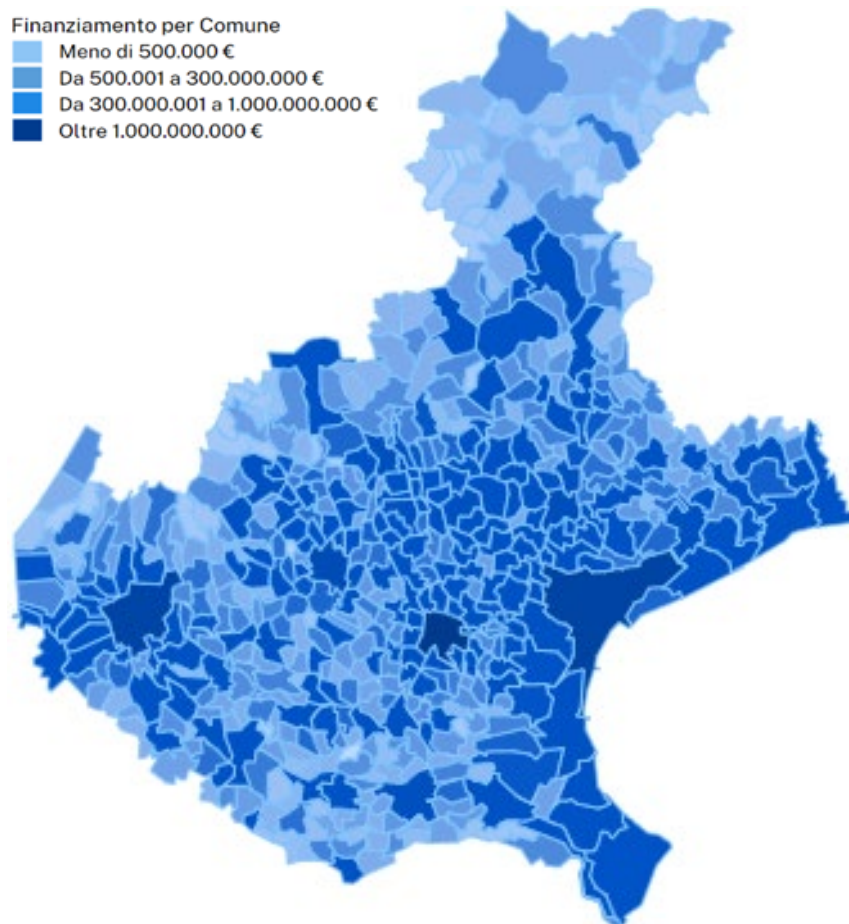 Finanziamento per Comune
Meno di 500.000 €
Da 500.001 a 300.000.000 €
Da 300.000.001 a 1.000.000.000 €
Oltre 1.000.000.000 €